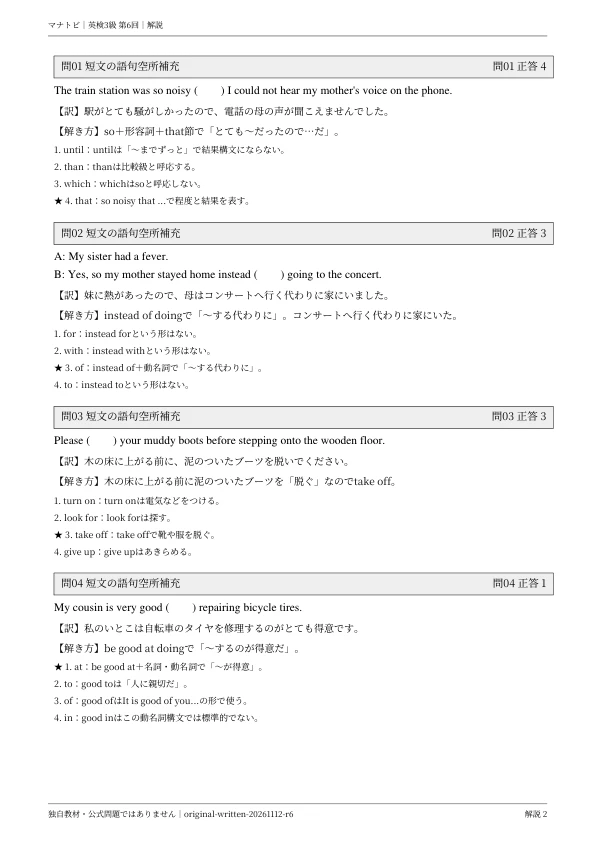 マナトビ｜英検3級 第6回｜解説
問01 短文の語句空所補充 問01 正答 4
The train station was so noisy (　　) I could not hear my mother's voice on the phone.
【訳】駅がとても騒がしかったので、電話の母の声が聞こえませんでした。
【解き方】so＋形容詞＋that節で「とても〜だったので…だ」。
1. until：untilは「〜までずっと」で結果構文にならない。
2. than：thanは比較級と呼応する。
3. which：whichはsoと呼応しない。
★ 4. that：so noisy that ...で程度と結果を表す。
問02 短文の語句空所補充 問02 正答 3
A: My sister had a fever.
B: Yes, so my mother stayed home instead (　　) going to the concert.
【訳】妹に熱があったので、母はコンサートへ行く代わりに家にいました。
【解き方】instead of doingで「〜する代わりに」。コンサートへ行く代わりに家にいた。
1. for：instead forという形はない。
2. with：instead withという形はない。
★ 3. of：instead of＋動名詞で「〜する代わりに」。
4. to：instead toという形はない。
問03 短文の語句空所補充 問03 正答 3
Please (　　) your muddy boots before stepping onto the wooden floor.
【訳】木の床に上がる前に、泥のついたブーツを脱いでください。
【解き方】木の床に上がる前に泥のついたブーツを「脱ぐ」なのでtake off。
1. turn on：turn onは電気などをつける。
2. look for：look forは探す。
★ 3. take off：take offで靴や服を脱ぐ。
4. give up：give upはあきらめる。
問04 短文の語句空所補充 問04 正答 1
My cousin is very good (　　) repairing bicycle tires.
【訳】私のいとこは自転車のタイヤを修理するのがとても得意です。
【解き方】be good at doingで「〜するのが得意だ」。
★ 1. at：be good at＋名詞・動名詞で「〜が得意」。
2. to：good toは「人に親切だ」。
3. of：good ofはIt is good of you...の形で使う。
4. in：good inはこの動名詞構文では標準的でない。
独自教材・公式問題ではありません｜original-written-20261112-r6 解説 2